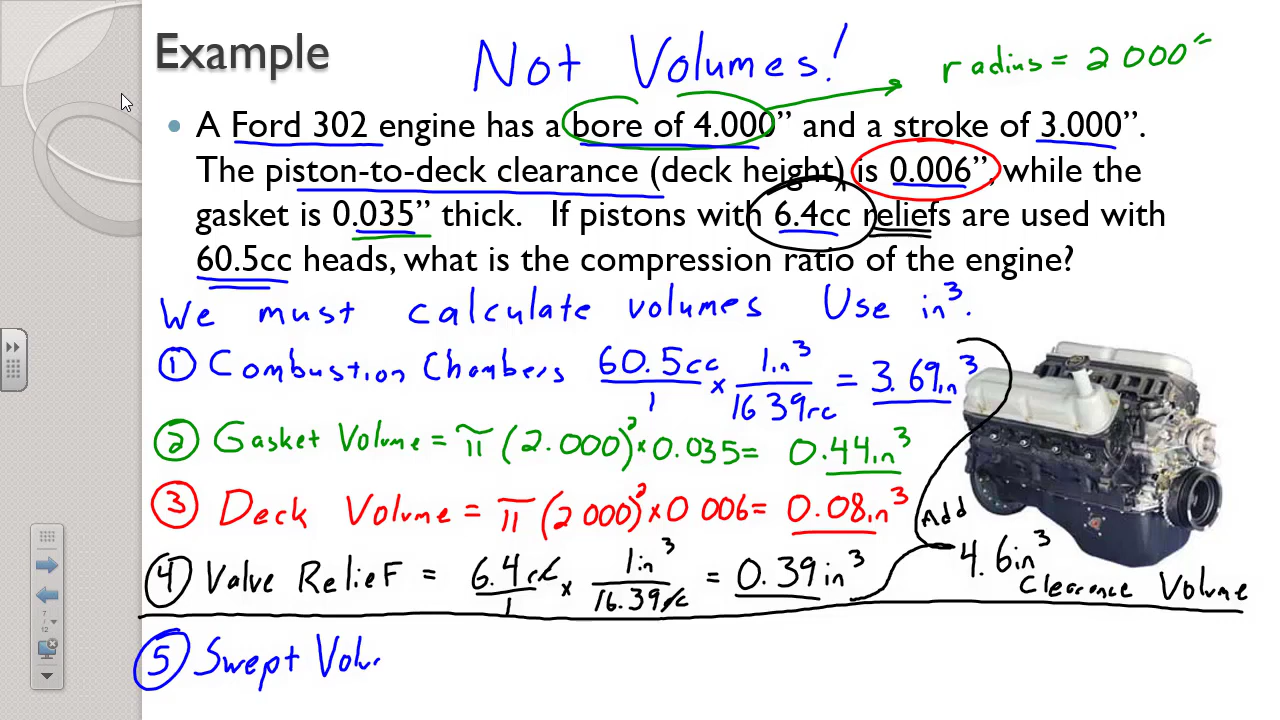 Example
Not Volumes!
radius = 2 000"
• A Ford 302 engine has a bore of 4.000” and a stroke of 3.000”.
The piston-to-deck clearance (deck height) is 0.006”, while the
gasket is 0.035” thick. If pistons with 6.4cc reliefs are used with
60.5cc heads, what is the compression ratio of the engine?
We must calculate volumes Use in³.
① Combustion Chambers 60.5cc/1 × 1in³/16 39cc = 3.69in³
② Gasket Volume = π (2.000)² × 0.035 = 0.44in³
③ Deck Volume = π (2 000)² × 0 006 = 0.08in³
Add
④ Valve Relief = 6.4cc/1 × 1in³/16.39cc = 0.39in³
4.6in³
Clearance Volume
⑤ Swept Volu
7 /
12